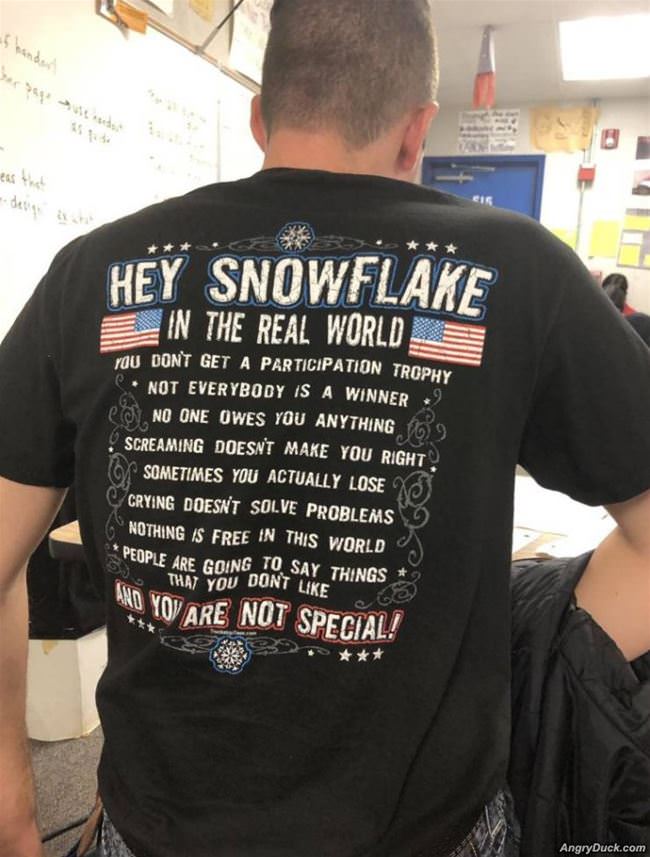 HEY SNOWFLAKE
IN THE REAL WORLD
YOU DON'T GET A PARTICIPATION TROPHY
NOT EVERYBODY IS A WINNER
NO ONE OWES YOU ANYTHING
SCREAMING DOESN'T MAKE YOU RIGHT
SOMETIMES YOU ACTUALLY LOSE
CRYING DOESN'T SOLVE PROBLEMS
NOTHING IS FREE IN THIS WORLD
PEOPLE ARE GOING TO SAY THINGS
THAT YOU DON'T LIKE
AND YOU ARE NOT SPECIAL!
AngryDuck.com